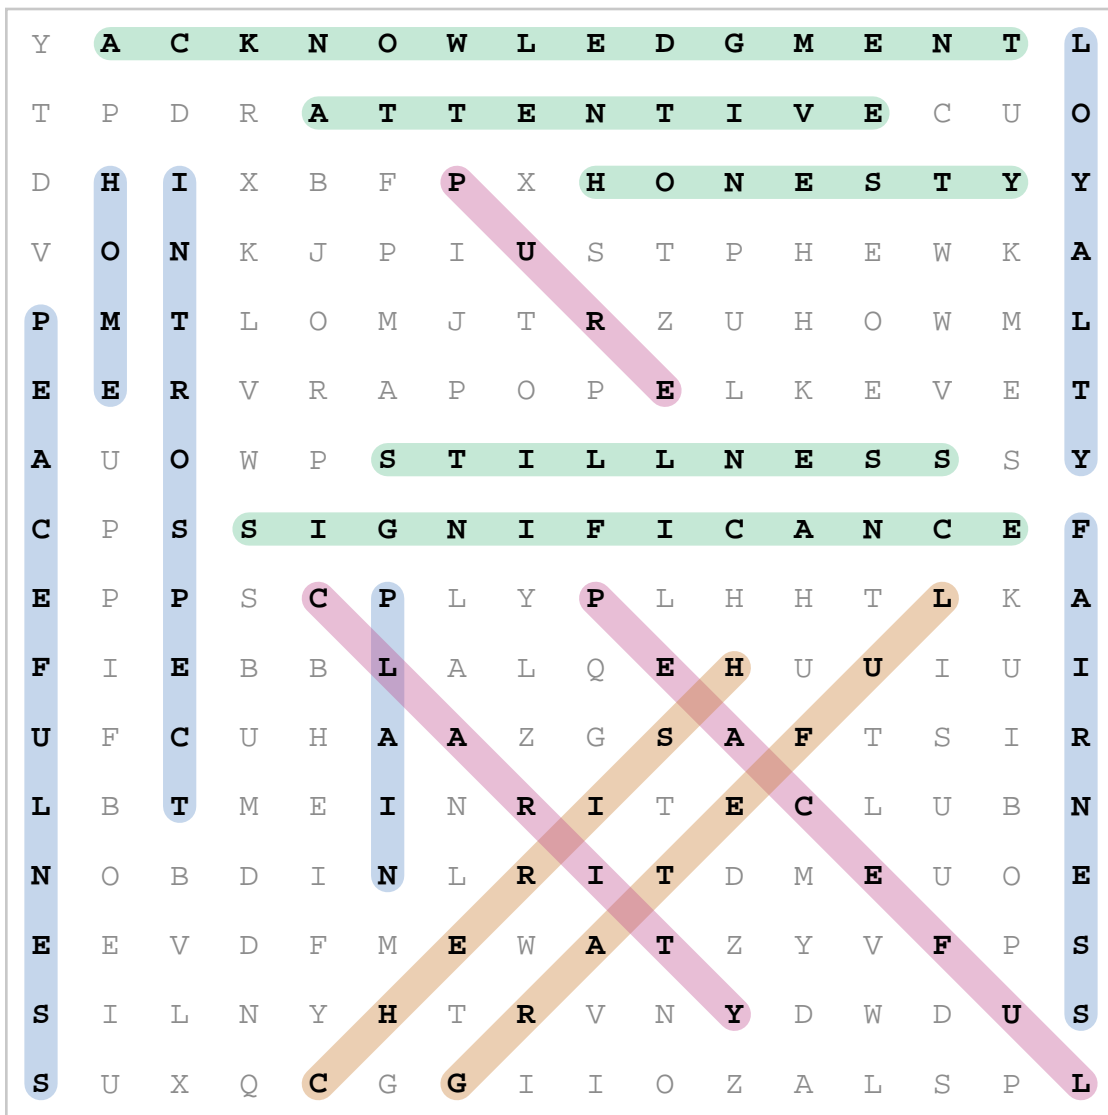 Y A C K N O W L E D G M E N T L
T P D R A T T E N T I V E C U O
D H I X B F P X H O N E S T Y Y
V O N K J P I U S T P H E W K A
P M T L O M J T R Z U H O W M L
E E R V R A P O P E L K E V E T
A U O W P S T I L L N E S S S Y
C P S S I G N I F I C A N C E F
E P P S C P L Y P L H H T L K A
F I E B B L A L Q E H U U I U I
U F C U H A A Z G S A F T S I R
L B T M E I N R I T E C L U B N
N O B D I N L R I T D M E U O E
E E V D F M E W A T Z Y V F P S
S I L N Y H T R V N Y D W D U S
S U X Q C G G I I O Z A L S P L